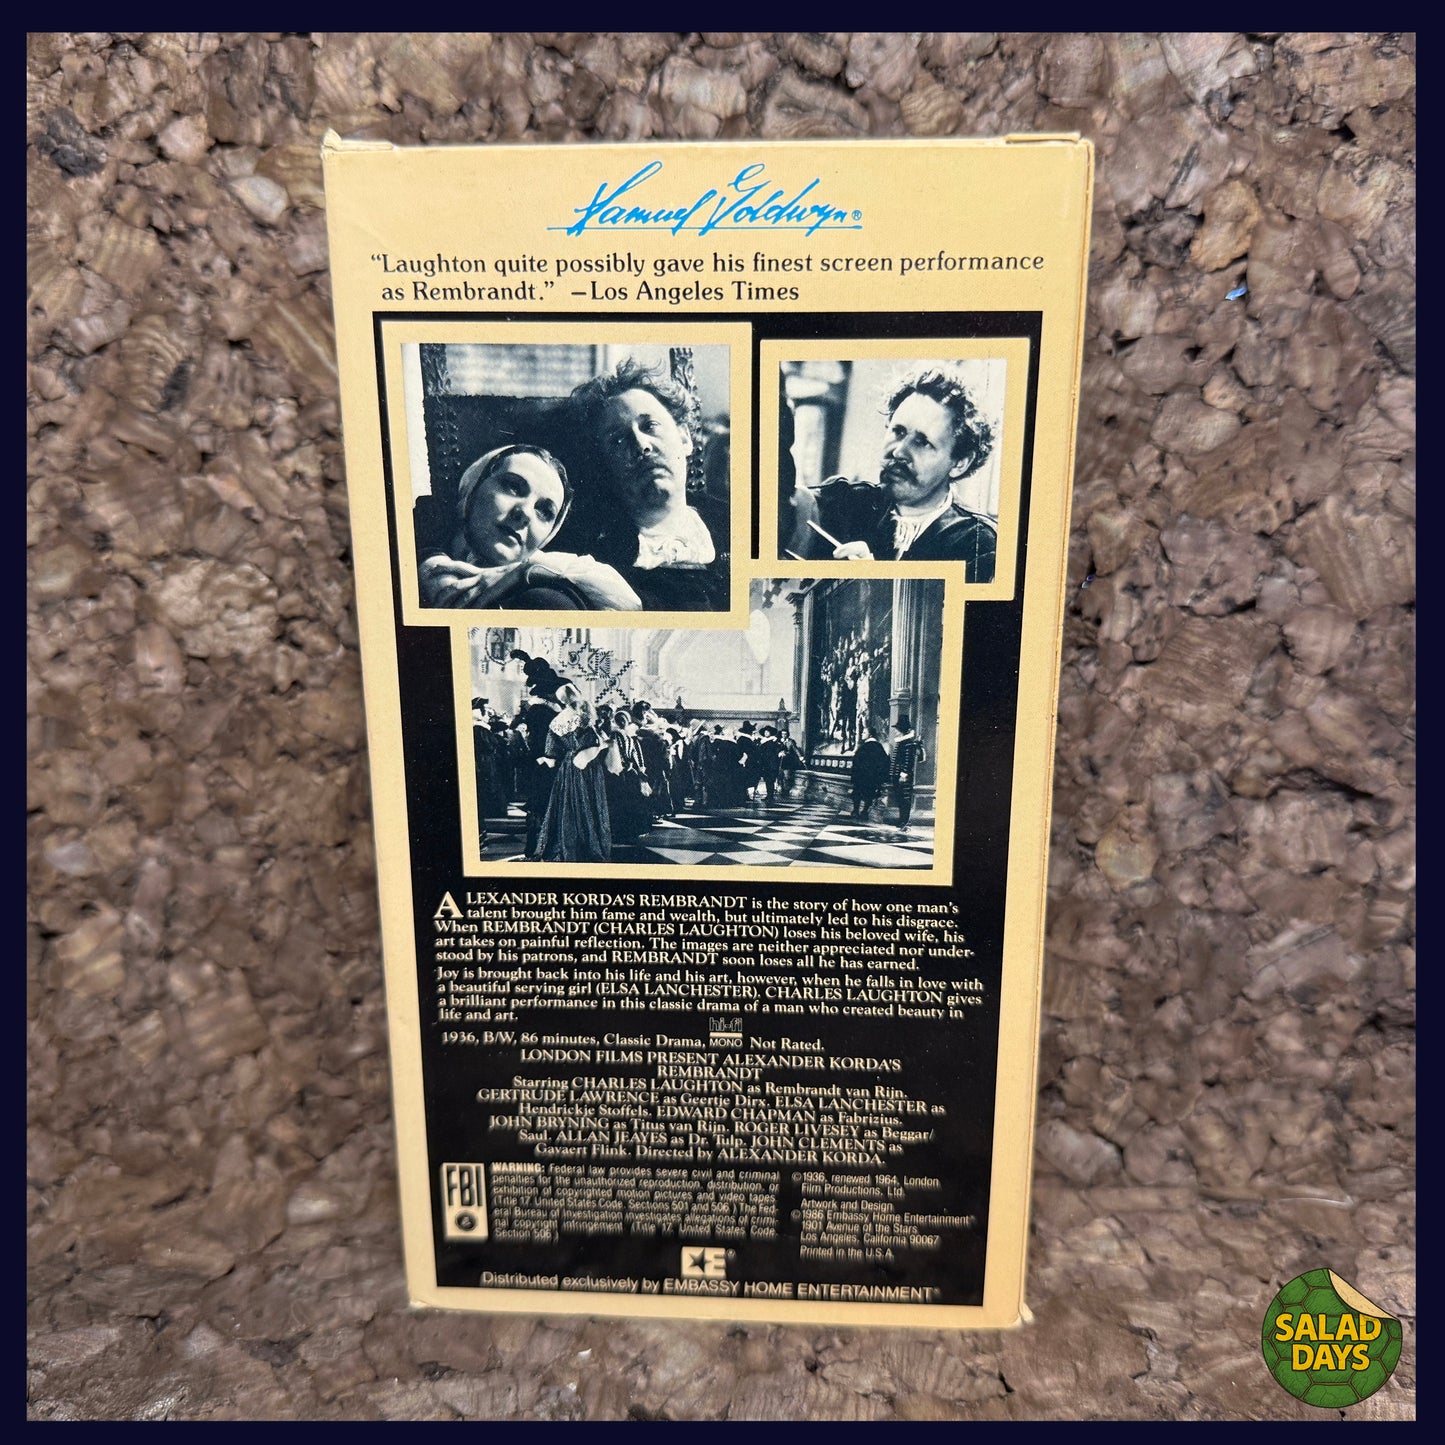 Samuel Goldwyn®
“Laughton quite possibly gave his finest screen performance
as Rembrandt.” –Los Angeles Times
ALEXANDER KORDA'S REMBRANDT is the story of how one man's
talent brought him fame and wealth, but ultimately led to his disgrace.
When REMBRANDT (CHARLES LAUGHTON) loses his beloved wife, his
art takes on painful reflection. The images are neither appreciated nor under-
stood by his patrons, and REMBRANDT soon loses all he has earned.
Joy is brought back into his life and his art, however, when he falls in love with
a beautiful serving girl (ELSA LANCHESTER). CHARLES LAUGHTON gives
a brilliant performance in this classic drama of a man who created beauty in
life and art.
1936, B/W, 86 minutes, Classic Drama, hi-fi MONO Not Rated.
LONDON FILMS PRESENT ALEXANDER KORDA'S
REMBRANDT
Starring CHARLES LAUGHTON as Rembrandt van Rijn.
GERTRUDE LAWRENCE as Geertje Dirx. ELSA LANCHESTER as
Hendrickje Stoffels. EDWARD CHAPMAN as Fabrizius.
JOHN BRYNING as Titus van Rijn. ROGER LIVESEY as Beggar/
Saul. ALLAN JEAYES as Dr. Tulp. JOHN CLEMENTS as
Gavaert Flink. Directed by ALEXANDER KORDA.
FBI
WARNING: Federal law provides severe civil and criminal
penalties for the unauthorized reproduction, distribution, or
exhibition of copyrighted motion pictures and video tapes
(Title 17, United States Code, Sections 501 and 506.) The Fed-
eral Bureau of Investigation investigates allegations of crimi-
nal copyright infringement (Title 17, United States Code,
Section 506.)
©1936, renewed 1964, London
Film Productions, Ltd.
Artwork and Design
©1986 Embassy Home Entertainment®
1901 Avenue of the Stars
Los Angeles, California 90067
Printed in the U.S.A.
E®
Distributed exclusively by EMBASSY HOME ENTERTAINMENT®
SALAD
DAYS